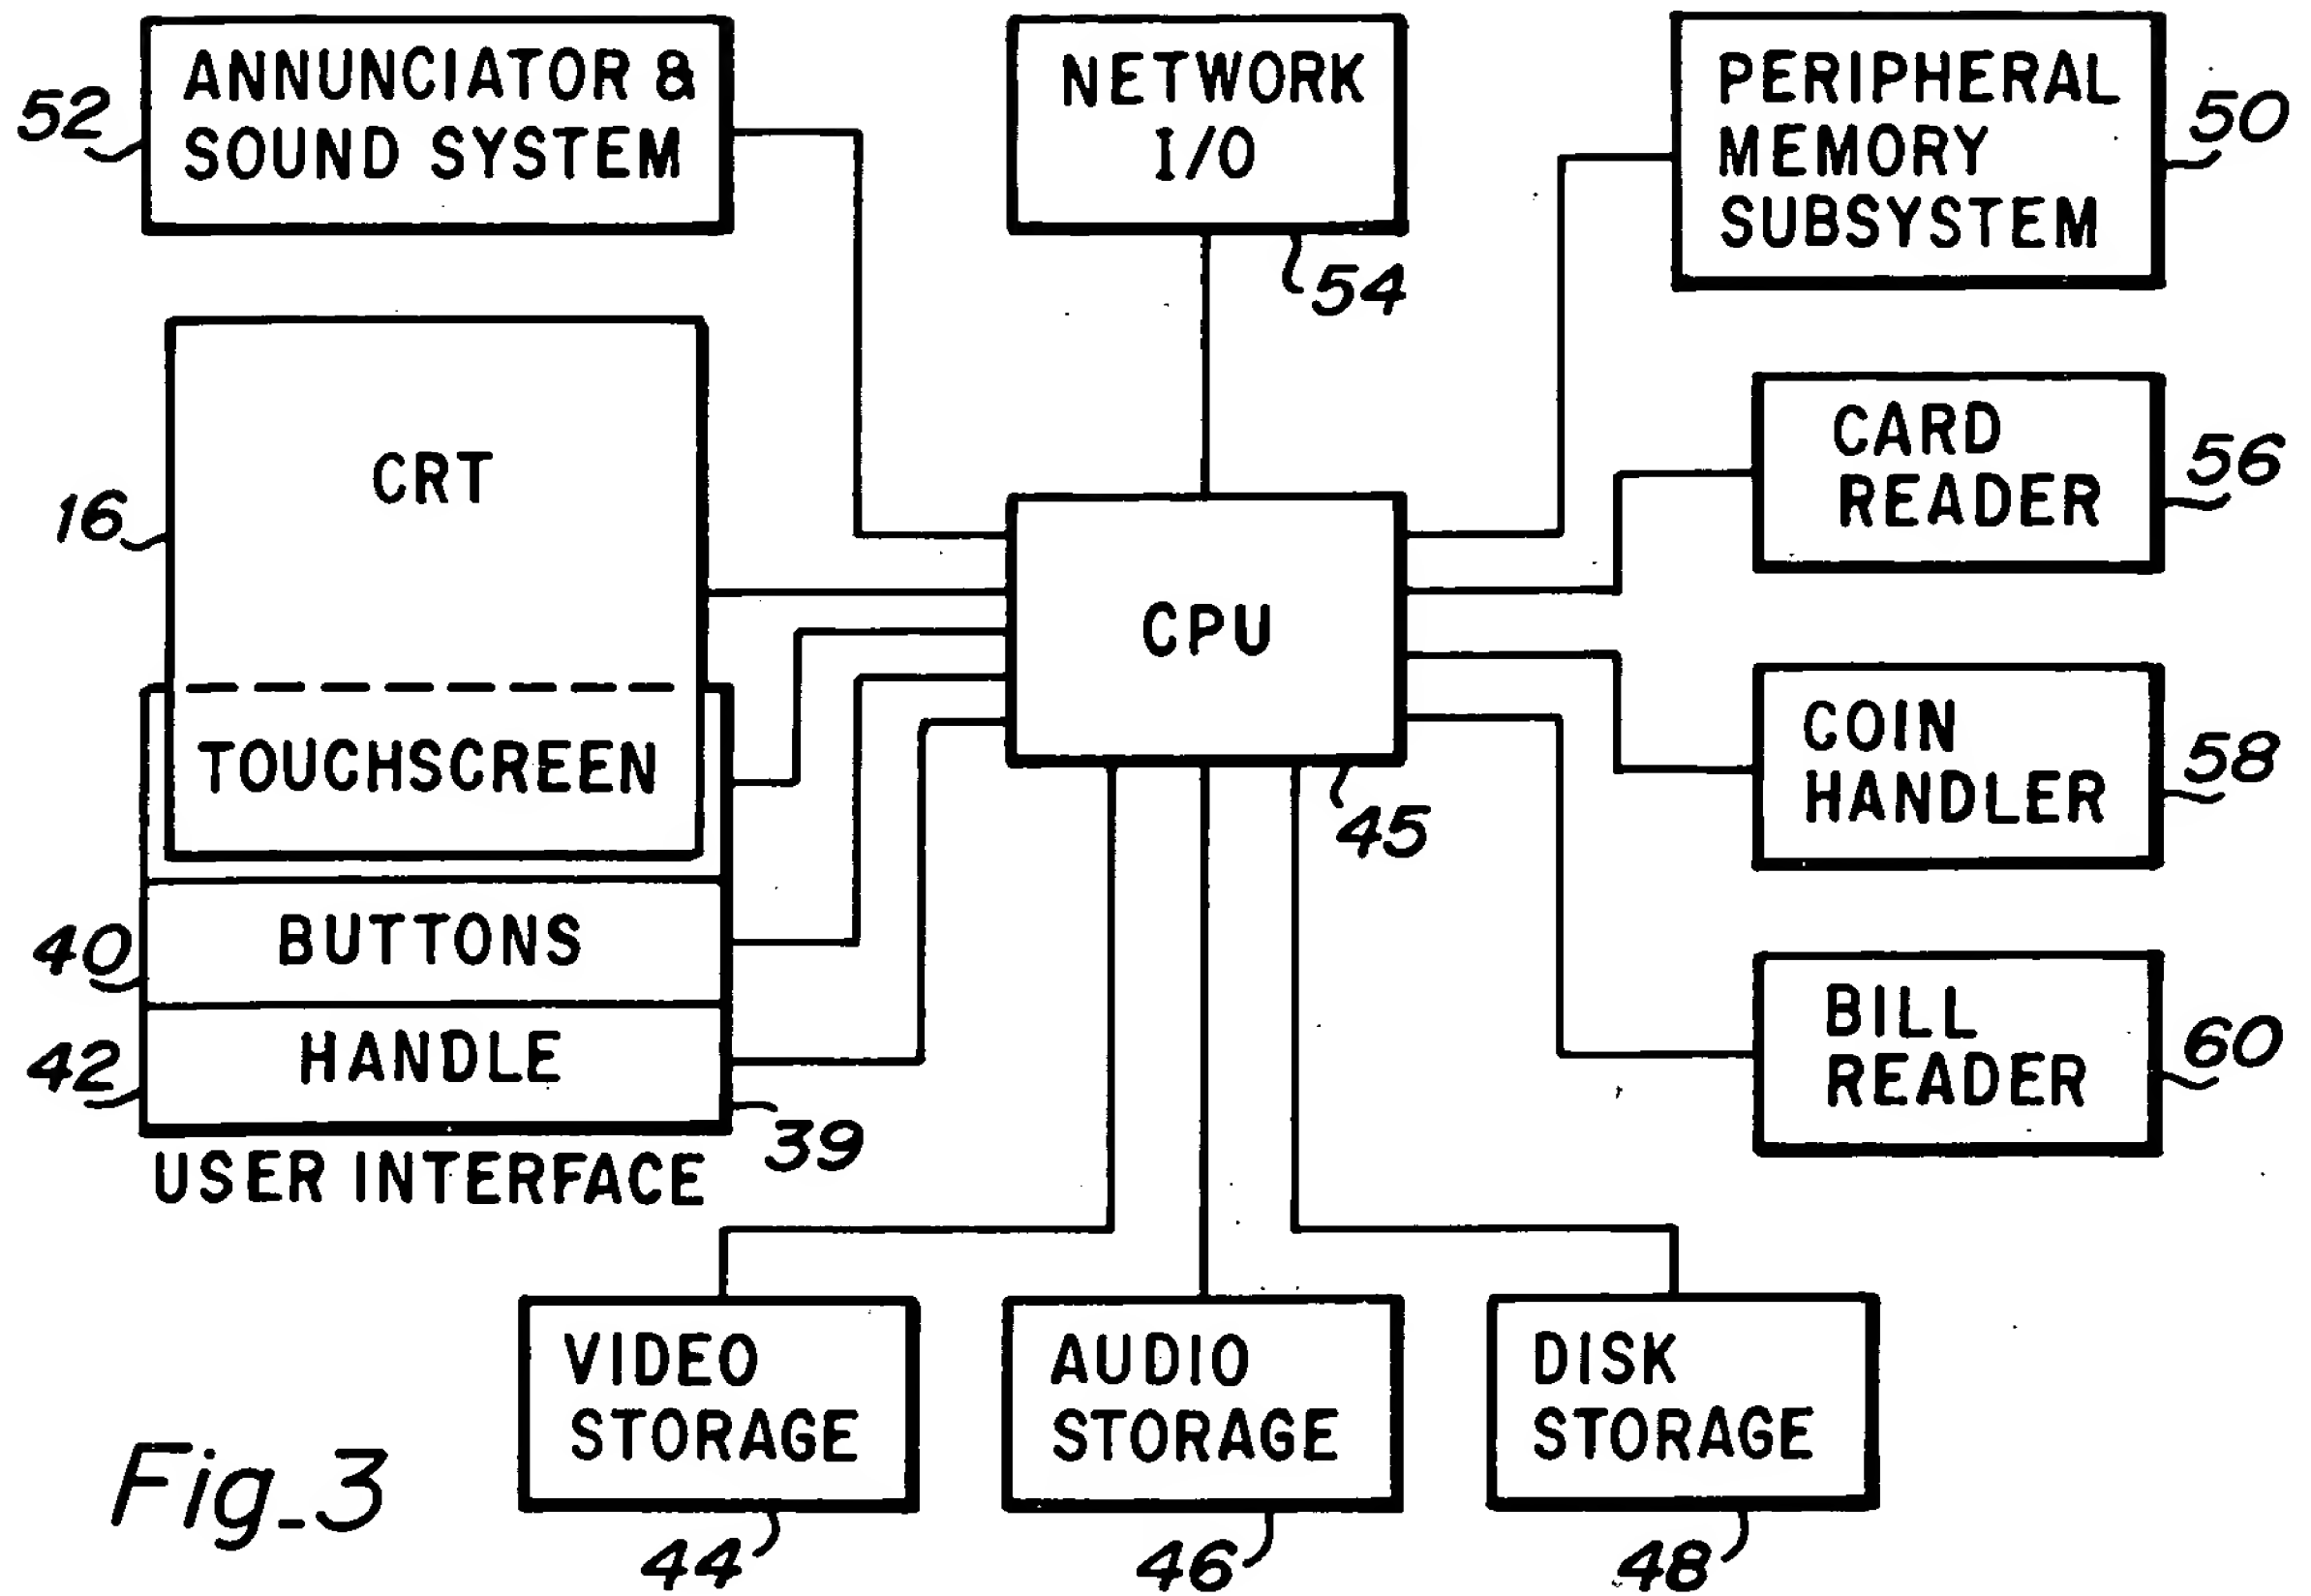 ANNUNCIATOR &
SOUND SYSTEM
52
NETWORK
I/O
54
PERIPHERAL
MEMORY
SUBSYSTEM
50
CRT
16
TOUCHSCREEN
BUTTONS
40
HANDLE
42
39
USER INTERFACE
CPU
45
CARD
READER
56
COIN
HANDLER
58
BILL
READER
60
VIDEO
STORAGE
44
AUDIO
STORAGE
46
DISK
STORAGE
48
Fig_3